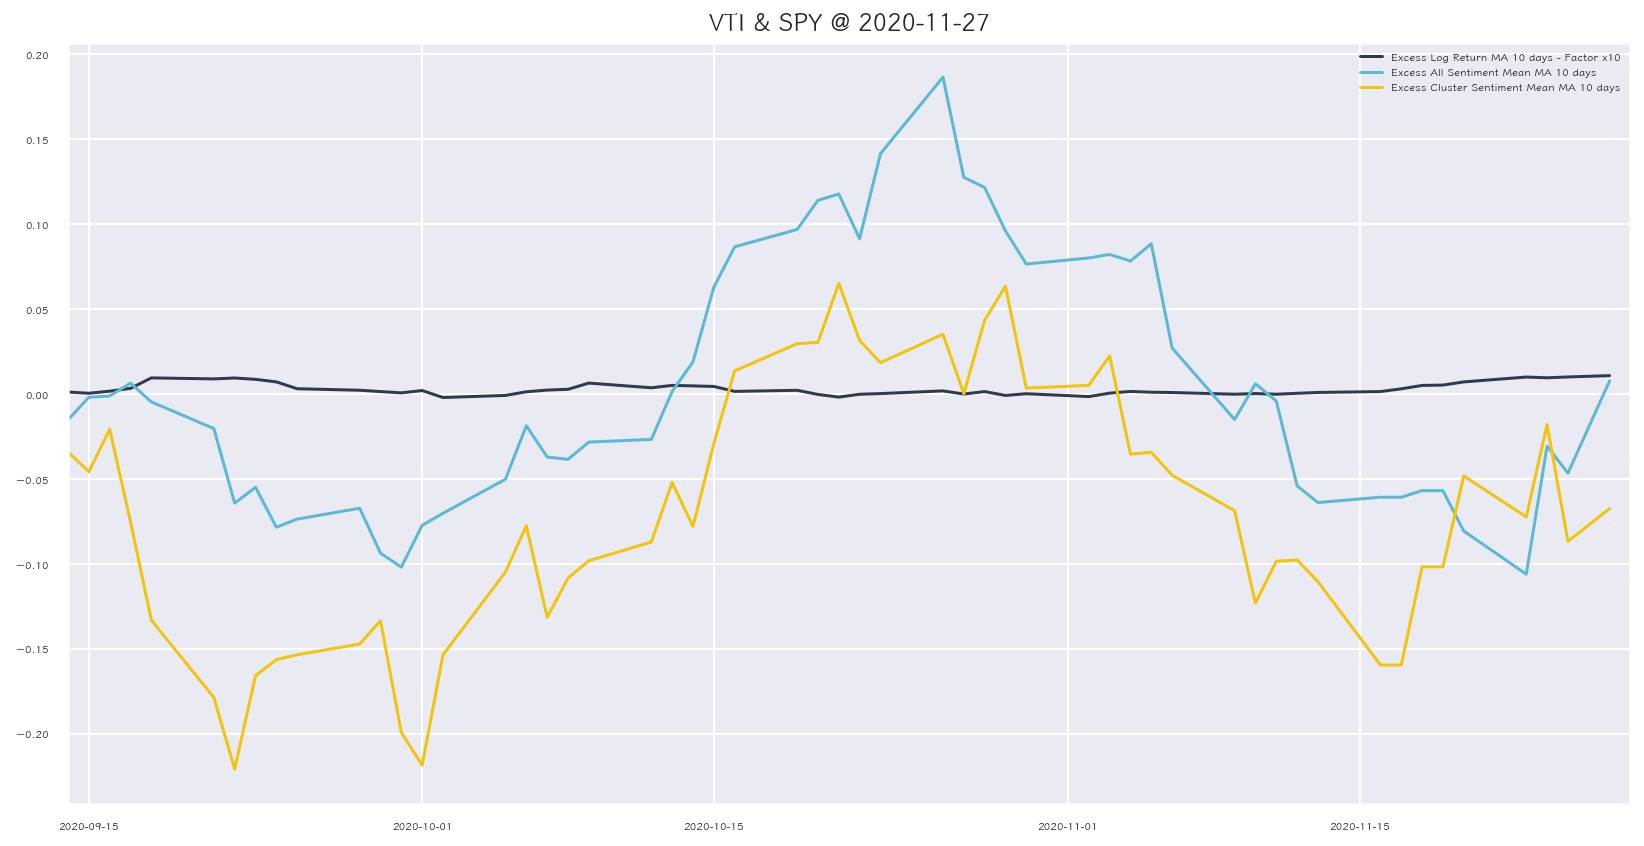 VTI & SPY @ 2020-11-27
Excess Log Return MA 10 days - Factor x10
Excess All Sentiment Mean MA 10 days
Excess Cluster Sentiment Mean MA 10 days
0.20
0.15
0.10
0.05
0.00
−0.05
−0.10
−0.15
−0.20
2020-09-15 2020-10-01 2020-10-15 2020-11-01 2020-11-15